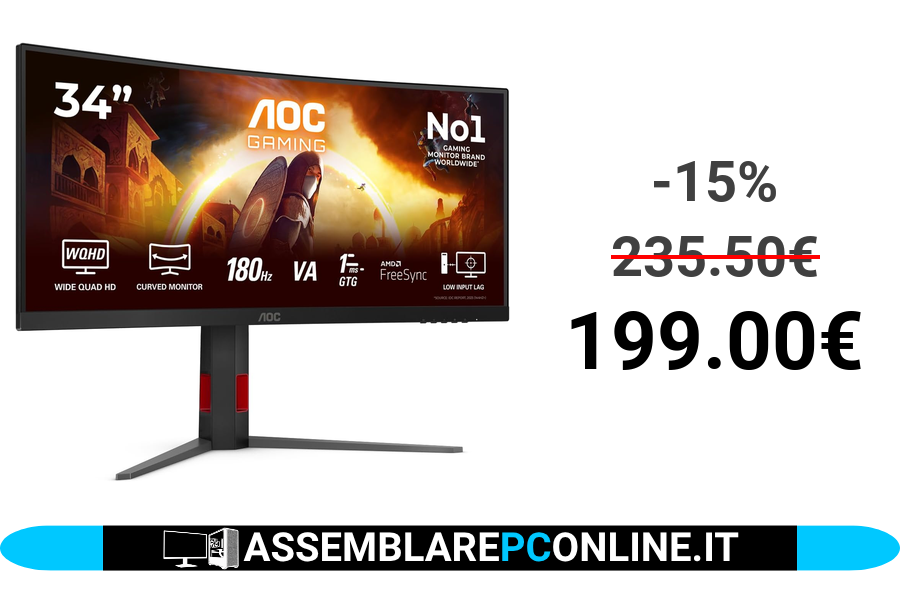 34”
AOC
GAMING
No1
GAMING
MONITOR BRAND
WORLDWIDE*
WQHD
WIDE QUAD HD
CURVED MONITOR
180Hz
VA
1ms-
GTG
AMD
FreeSync
LOW INPUT LAG
AOC
-15%
235.50€
199.00€
ASSEMBLAREPCONLINE.IT